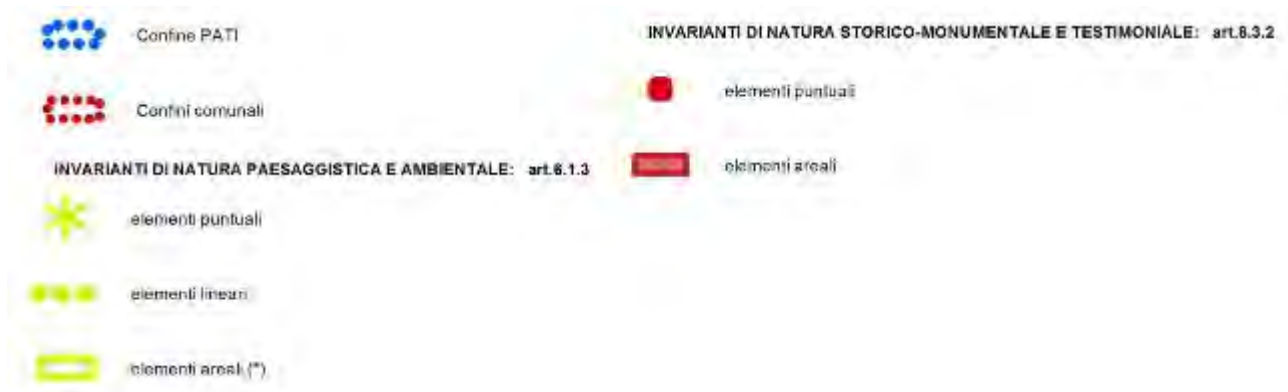 Confine PATI
Confini comunali
INVARIANTI DI NATURA PAESAGGISTICA E AMBIENTALE: art.6.1.3
elementi puntuali
elementi lineari
elementi areali (*)
INVARIANTI DI NATURA STORICO-MONUMENTALE E TESTIMONIALE: art.6.3.2
elementi puntuali
elementi areali